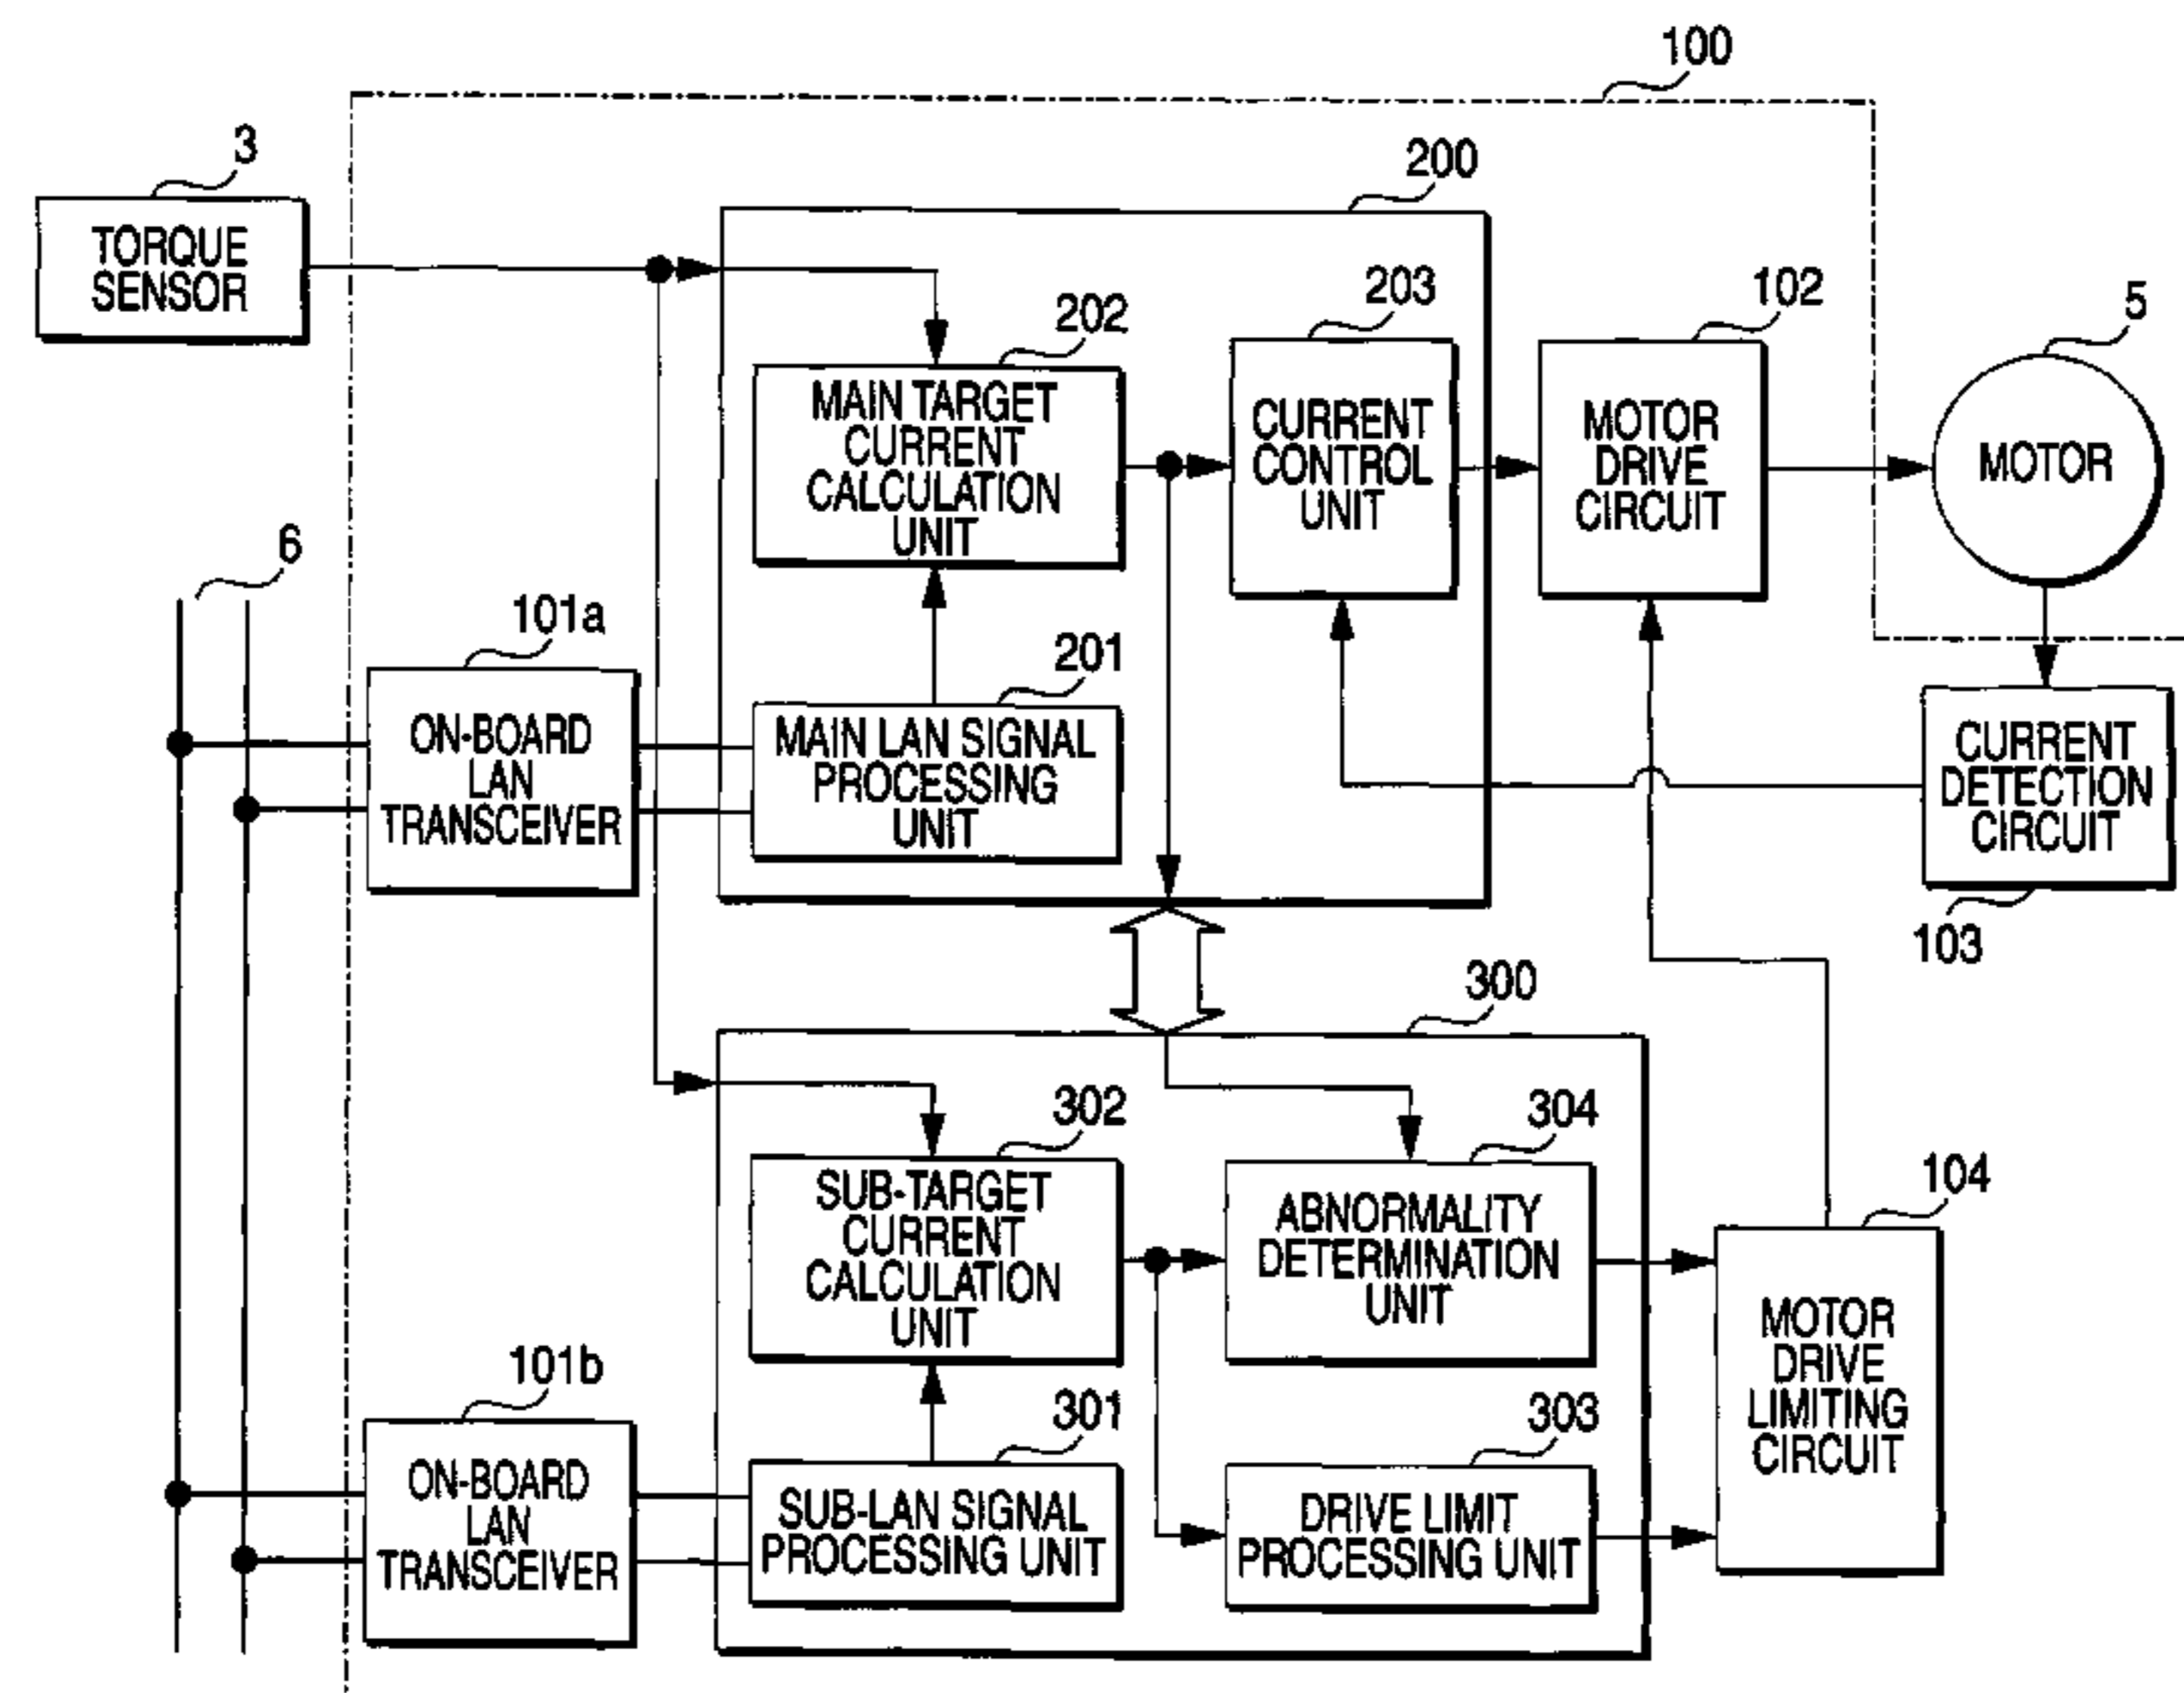 100
3
TORQUE
SENSOR
200
202
MAIN TARGET
CURRENT
CALCULATION
UNIT
203
CURRENT
CONTROL
UNIT
102
MOTOR
DRIVE
CIRCUIT
5
MOTOR
6
101a
ON-BOARD
LAN
TRANSCEIVER
201
MAIN LAN SIGNAL
PROCESSING
UNIT
CURRENT
DETECTION
CIRCUIT
103
300
302
SUB-TARGET
CURRENT
CALCULATION
UNIT
304
ABNORMALITY
DETERMINATION
UNIT
104
MOTOR
DRIVE
LIMITING
CIRCUIT
101b
ON-BOARD
LAN
TRANSCEIVER
301
SUB-LAN SIGNAL
PROCESSING UNIT
303
DRIVE LIMIT
PROCESSING UNIT